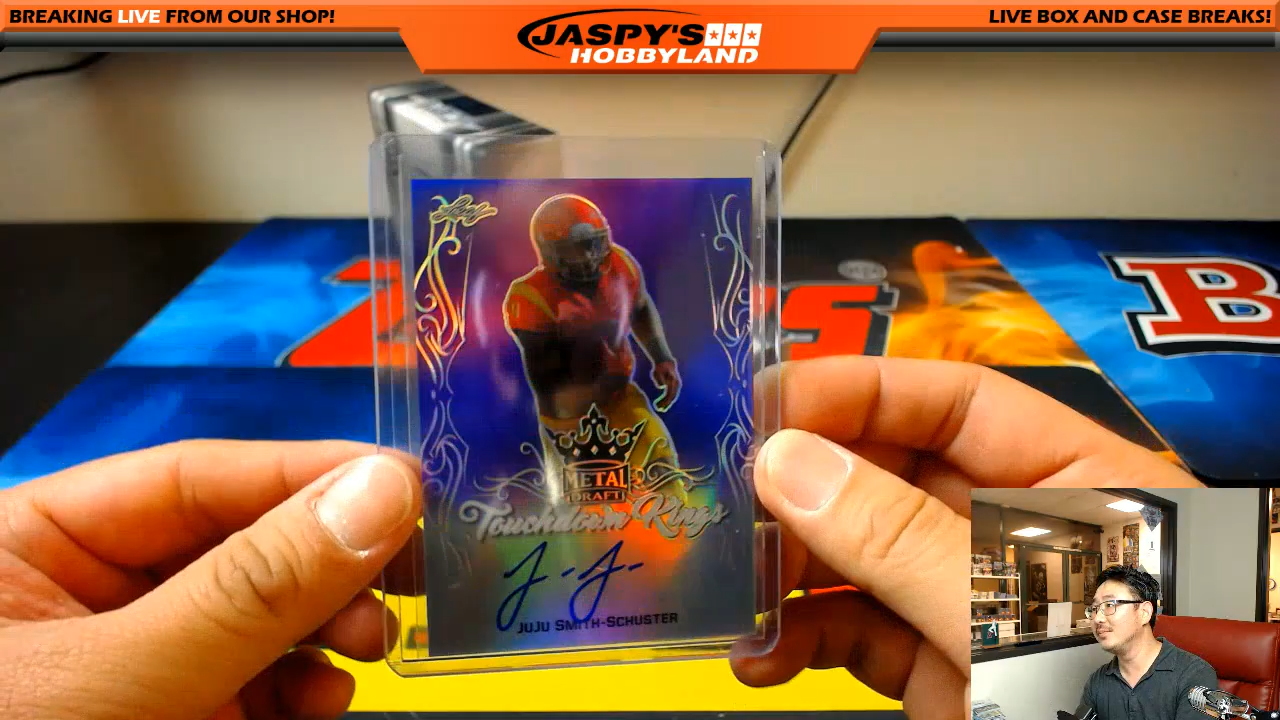 BREAKING LIVE FROM OUR SHOP!
JASPY'S
HOBBYLAND
LIVE BOX AND CASE BREAKS!
Leaf
METAL
DRAFT
Touchdown Kings
J-J-
JUJU SMITH-SCHUSTER
S
B